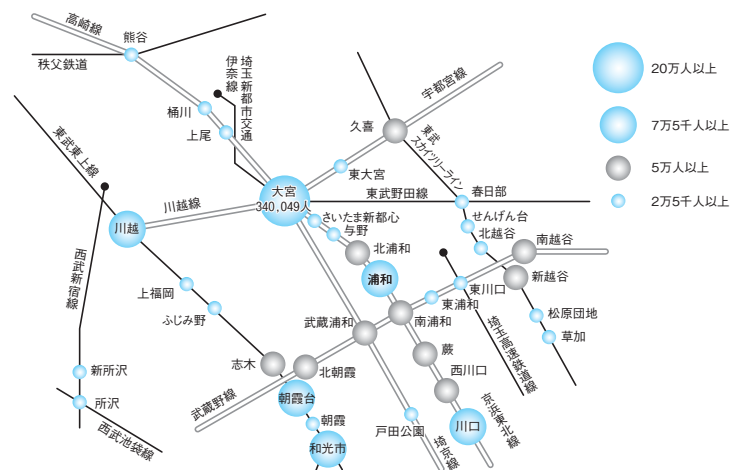 高崎線
熊谷
秩父鉄道
埼玉新都市交通
伊奈線
桶川
上尾
宇都宮線
久喜
東武
スカイツリーライン
東大宮
東武東上線
大宮
340,049人
東武野田線
春日部
川越線
川越
さいたま新都心
与野
せんげん台
北越谷
北浦和
南越谷
西武新宿線
浦和
新越谷
上福岡
東川口
東浦和
ふじみ野
武蔵浦和
南浦和
松原団地
草加
埼玉高速鉄道線
志木
北朝霞
蕨
西川口
新所沢
所沢
武蔵野線
朝霞台
朝霞
戸田公園
川口
京浜東北線
西武池袋線
和光市
埼京線
20万人以上
7万5千人以上
5万人以上
2万5千人以上